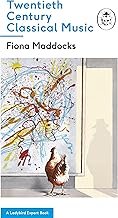 Twentieth
Century
Classical Music
Fiona Maddocks
A Ladybird Expert Book